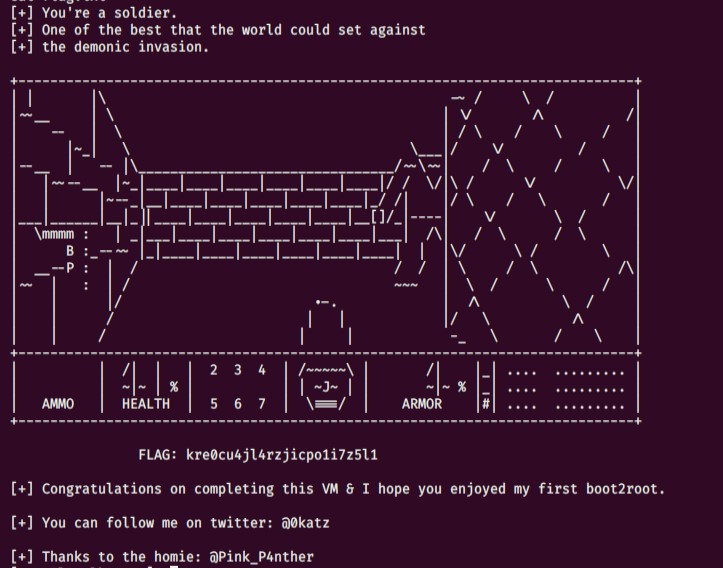 [+] You're a soldier.
[+] One of the best that the world could set against
[+] the demonic invasion.
B :
P :
% 2 3 4 %
AMMO HEALTH 5 6 7 ARMOR #
FLAG: kre0cu4jl4rzjicpo1i7z5l1
[+] Congratulations on completing this VM & I hope you enjoyed my first boot2root.
[+] You can follow me on twitter: @0katz
[+] Thanks to the homie: @Pink_P4nther